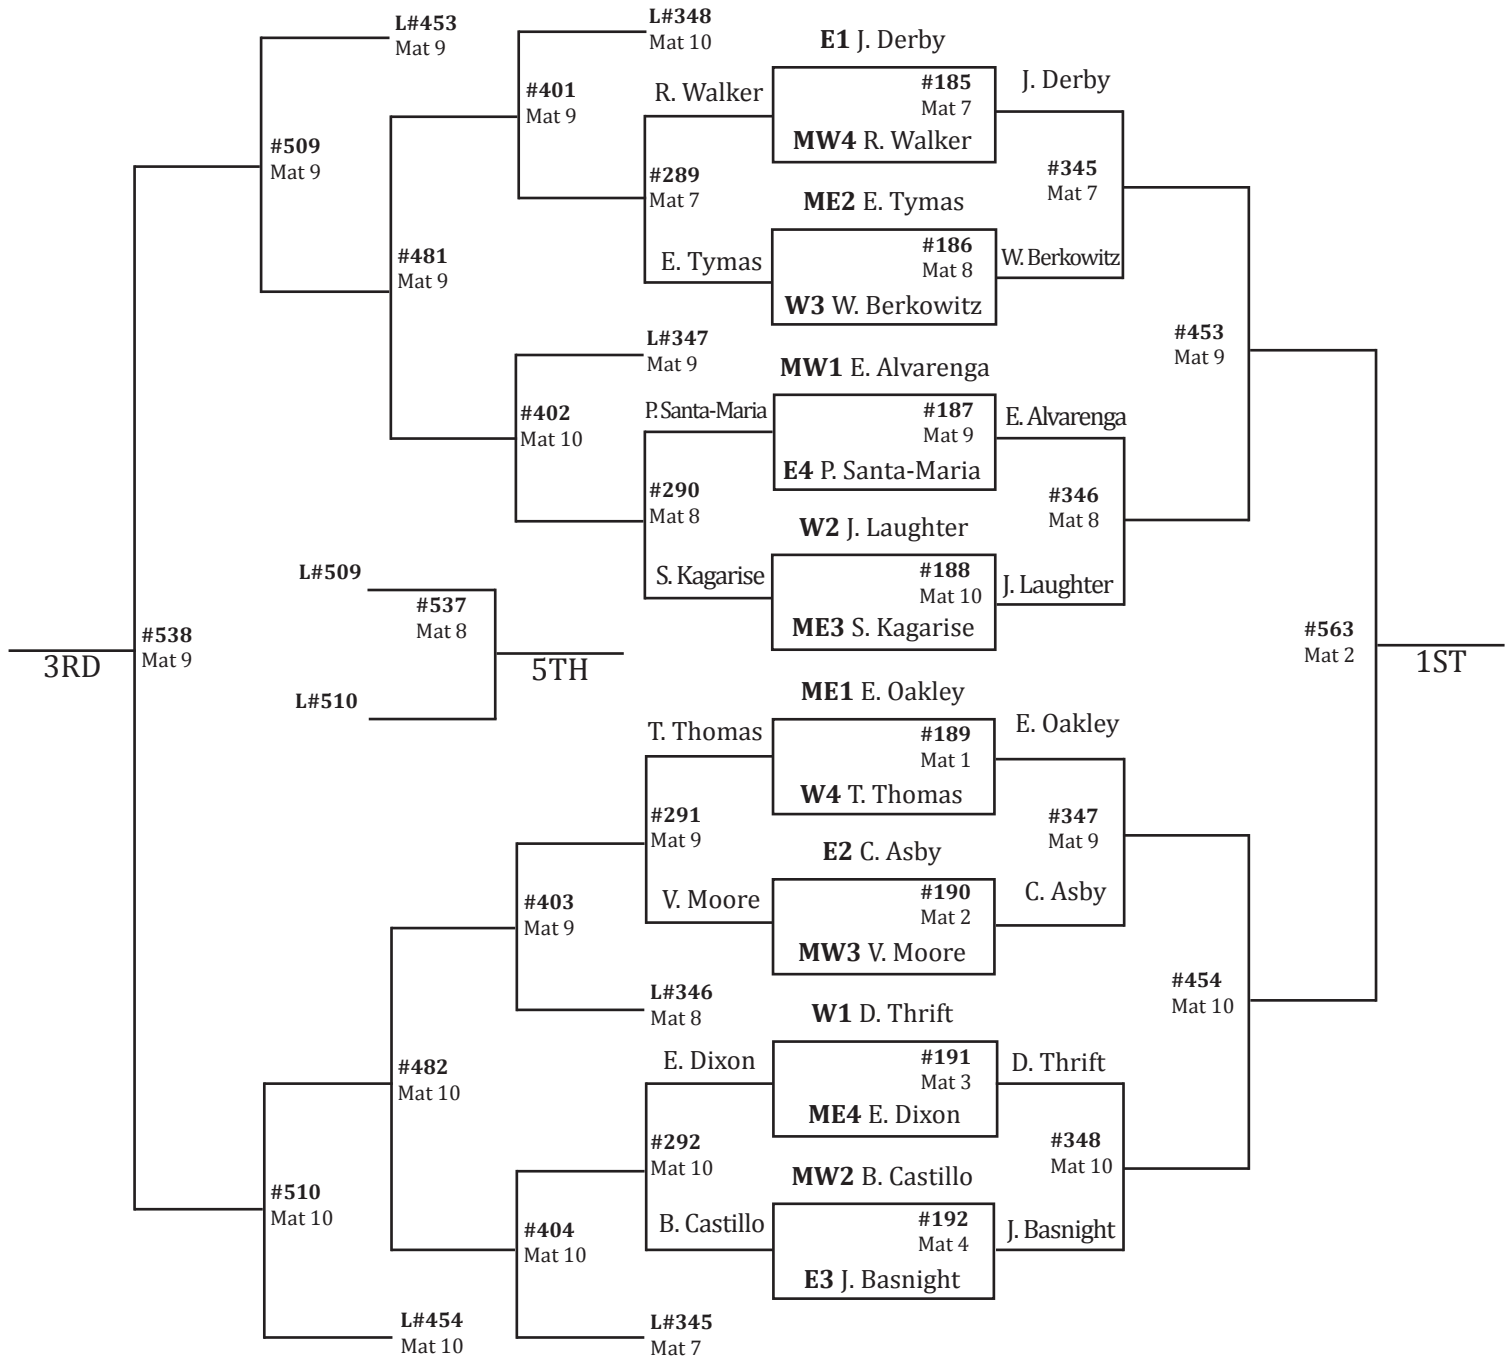 L#453
Mat 9
L#348
Mat 10
E1 J. Derby
#401
Mat 9
R. Walker
#185
Mat 7
J. Derby
MW4 R. Walker
#509
Mat 9
#289
Mat 7
#345
Mat 7
ME2 E. Tymas
#481
Mat 9
E. Tymas
#186
Mat 8
W. Berkowitz
W3 W. Berkowitz
L#347
Mat 9
#453
Mat 9
MW1 E. Alvarenga
#402
Mat 10
P. Santa-Maria
#187
Mat 9
E. Alvarenga
E4 P. Santa-Maria
#290
Mat 8
#346
Mat 8
W2 J. Laughter
L#509
S. Kagarise
#188
Mat 10
J. Laughter
#537
Mat 8
ME3 S. Kagarise
#538
Mat 9
3RD
5TH
#563
Mat 2
1ST
L#510
ME1 E. Oakley
T. Thomas
#189
Mat 1
E. Oakley
W4 T. Thomas
#291
Mat 9
#347
Mat 9
E2 C. Asby
#403
Mat 9
V. Moore
#190
Mat 2
C. Asby
MW3 V. Moore
L#346
Mat 8
#454
Mat 10
W1 D. Thrift
#482
Mat 10
E. Dixon
#191
Mat 3
D. Thrift
ME4 E. Dixon
#292
Mat 10
#348
Mat 10
MW2 B. Castillo
#510
Mat 10
#404
Mat 10
B. Castillo
#192
Mat 4
J. Basnight
E3 J. Basnight
L#454
Mat 10
L#345
Mat 7